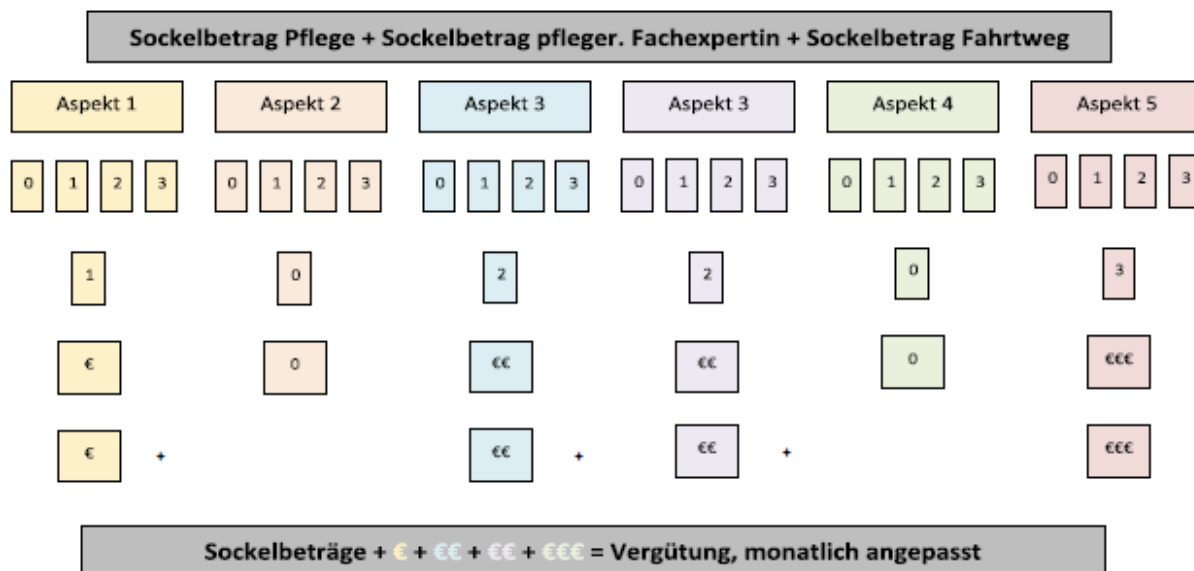 Sockelbetrag Pflege + Sockelbetrag pfleger. Fachexpertin + Sockelbetrag Fahrtweg
Aspekt 1 Aspekt 2 Aspekt 3 Aspekt 3 Aspekt 4 Aspekt 5
0 1 2 3 0 1 2 3 0 1 2 3 0 1 2 3 0 1 2 3 0 1 2 3
1 0 2 2 0 3
€ 0 €€ €€ 0 €€€
€ + €€ + €€ + €€€
Sockelbeträge + € + €€ + €€ + €€€ = Vergütung, monatlich angepasst